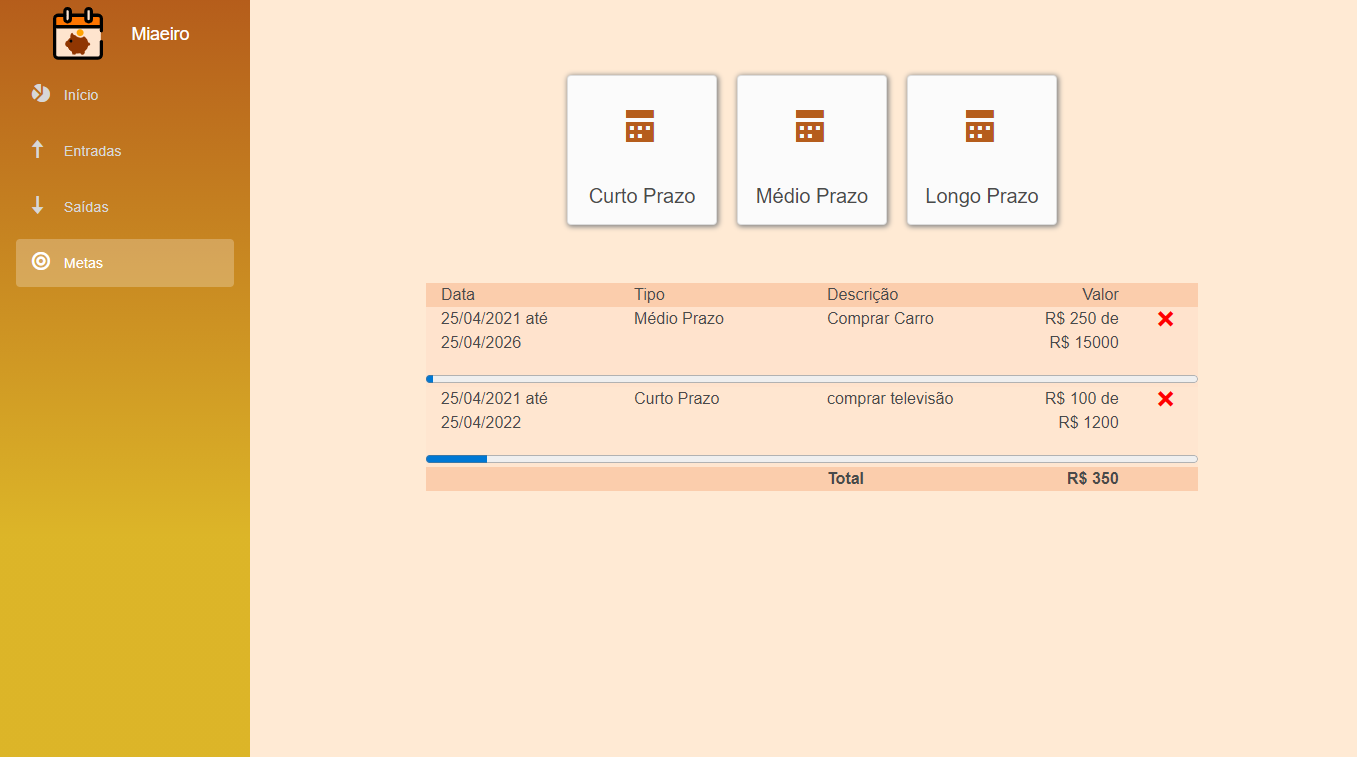 Miaeiro
Início
Entradas
Saídas
Metas
Curto Prazo
Médio Prazo
Longo Prazo
Data Tipo Descrição Valor
25/04/2021 até Médio Prazo Comprar Carro R$ 250 de
25/04/2026 R$ 15000
25/04/2021 até Curto Prazo comprar televisão R$ 100 de
25/04/2022 R$ 1200
Total R$ 350